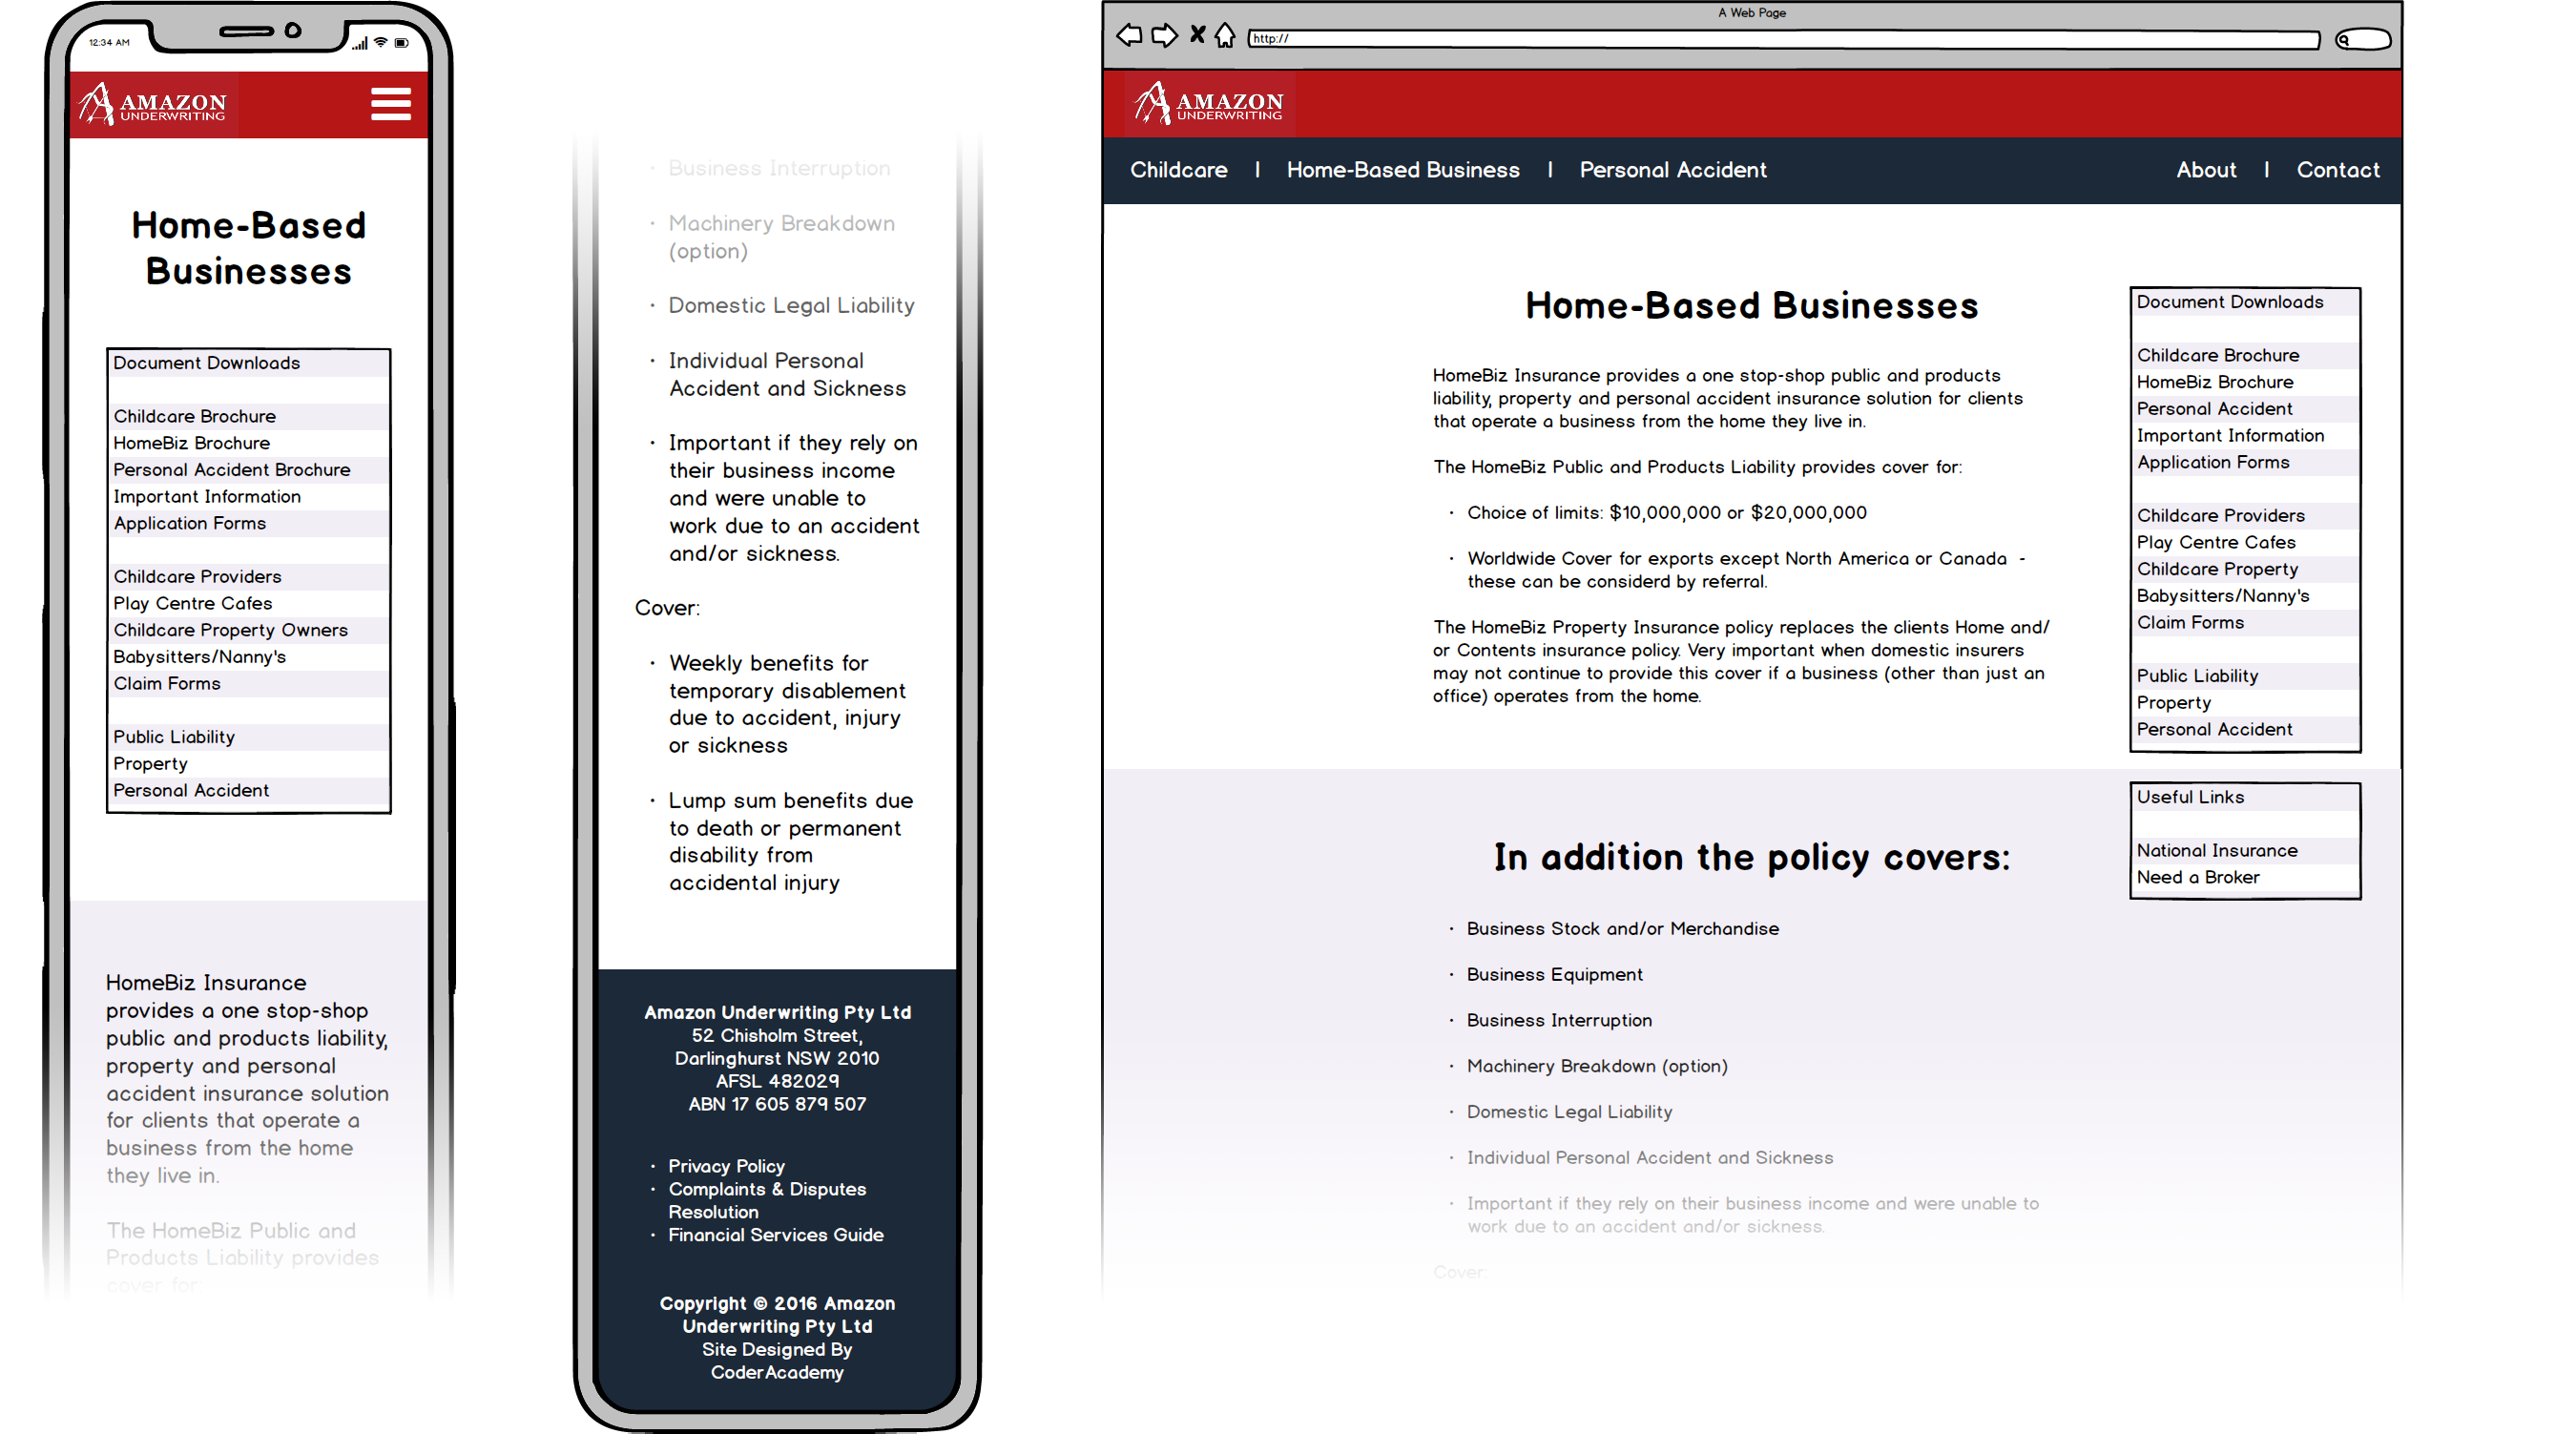 12:34 AM
AMAZON
UNDERWRITING
Home-Based
Businesses
Document Downloads
Childcare Brochure
HomeBiz Brochure
Personal Accident Brochure
Important Information
Application Forms
Childcare Providers
Play Centre Cafes
Childcare Property Owners
Babysitters/Nanny's
Claim Forms
Public Liability
Property
Personal Accident
HomeBiz Insurance
provides a one stop-shop
public and products liability,
property and personal
accident insurance solution
for clients that operate a
business from the home
they live in.
The HomeBiz Public and
Products Liability provides
cover for:
· Business Interruption
· Machinery Breakdown
(option)
· Domestic Legal Liability
· Individual Personal
Accident and Sickness
· Important if they rely on
their business income
and were unable to
work due to an accident
and/or sickness.
Cover:
· Weekly benefits for
temporary disablement
due to accident, injury
or sickness
· Lump sum benefits due
to death or permanent
disability from
accidental injury
Amazon Underwriting Pty Ltd
52 Chisholm Street,
Darlinghurst NSW 2010
AFSL 482029
ABN 17 605 879 507
· Privacy Policy
· Complaints & Disputes
Resolution
· Financial Services Guide
Copyright © 2016 Amazon
Underwriting Pty Ltd
Site Designed By
CoderAcademy
A Web Page
http://
AMAZON
UNDERWRITING
Childcare | Home-Based Business | Personal Accident
About | Contact
Home-Based Businesses
HomeBiz Insurance provides a one stop-shop public and products
liability, property and personal accident insurance solution for clients
that operate a business from the home they live in.
The HomeBiz Public and Products Liability provides cover for:
· Choice of limits: $10,000,000 or $20,000,000
· Worldwide Cover for exports except North America or Canada -
these can be considerd by referral.
The HomeBiz Property Insurance policy replaces the clients Home and/
or Contents insurance policy. Very important when domestic insurers
may not continue to provide this cover if a business (other than just an
office) operates from the home.
Document Downloads
Childcare Brochure
HomeBiz Brochure
Personal Accident
Important Information
Application Forms
Childcare Providers
Play Centre Cafes
Childcare Property
Babysitters/Nanny's
Claim Forms
Public Liability
Property
Personal Accident
Useful Links
National Insurance
Need a Broker
In addition the policy covers:
· Business Stock and/or Merchandise
· Business Equipment
· Business Interruption
· Machinery Breakdown (option)
· Domestic Legal Liability
· Individual Personal Accident and Sickness
· Important if they rely on their business income and were unable to
work due to an accident and/or sickness.
Cover: